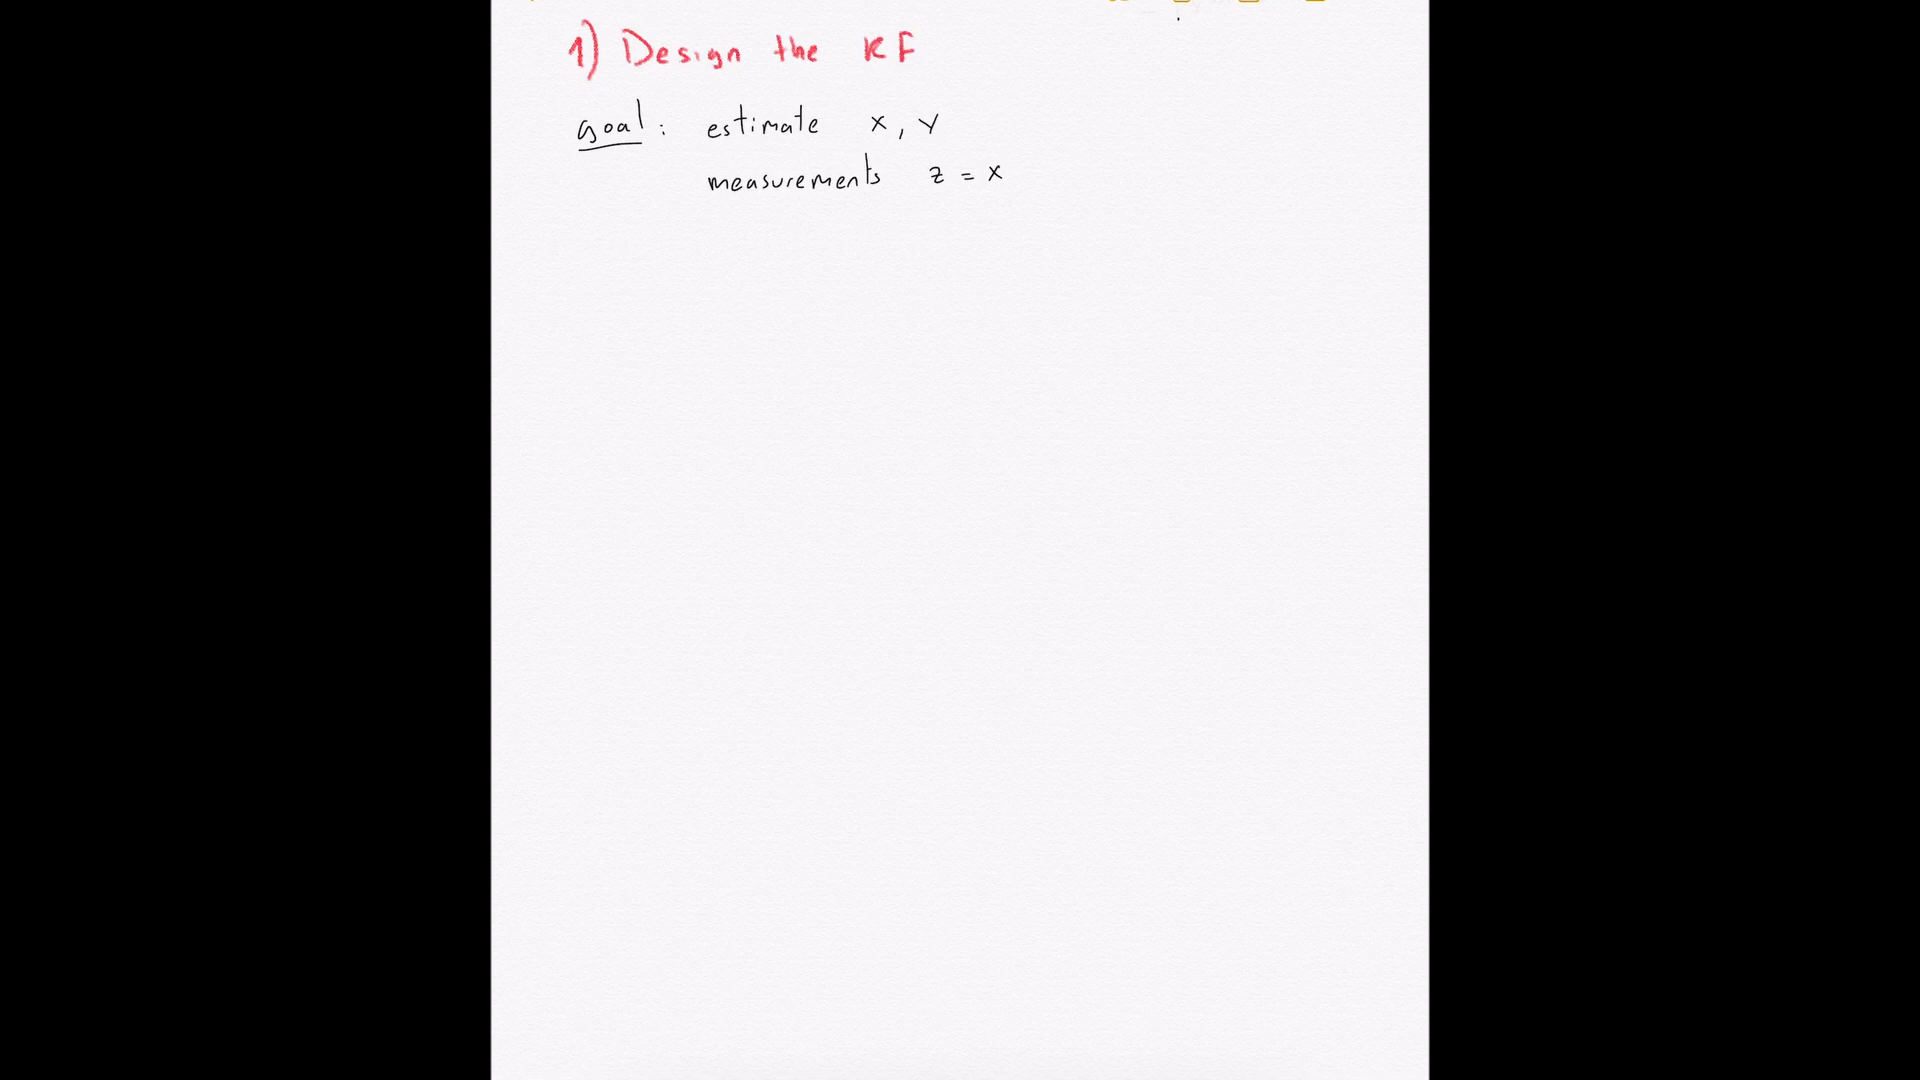 1) Design the KF
goal: estimate x, y
measurements z = x